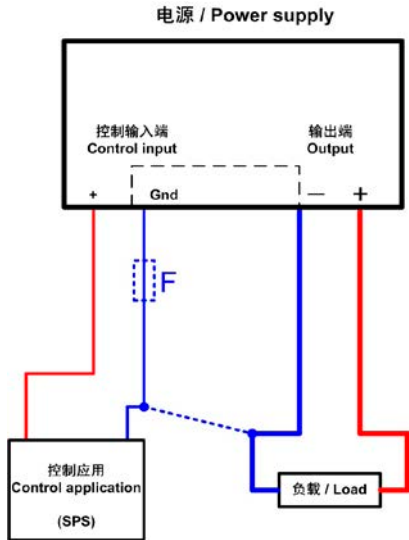 电源 / Power supply
控制输入端
Control input
输出端
Output
+
Gnd
—
+
F
控制应用
Control application
(SPS)
负载 / Load